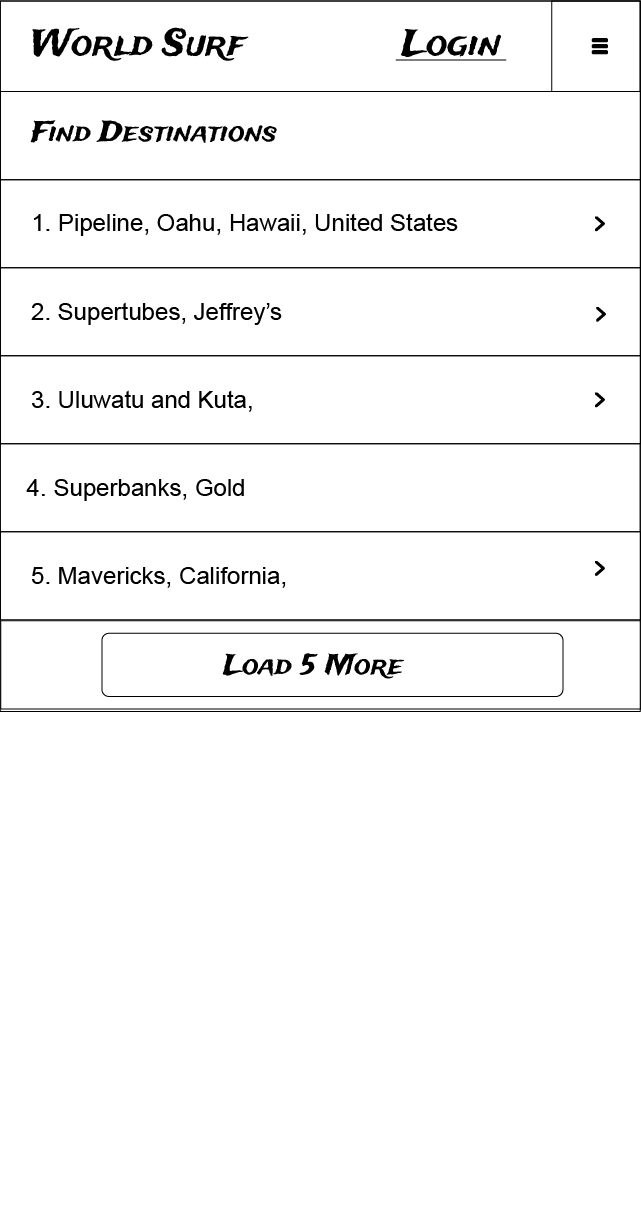 World Surf
Login
Find Destinations
1. Pipeline, Oahu, Hawaii, United States
2. Supertubes, Jeffrey’s
3. Uluwatu and Kuta,
4. Superbanks, Gold
5. Mavericks, California,
Load 5 More